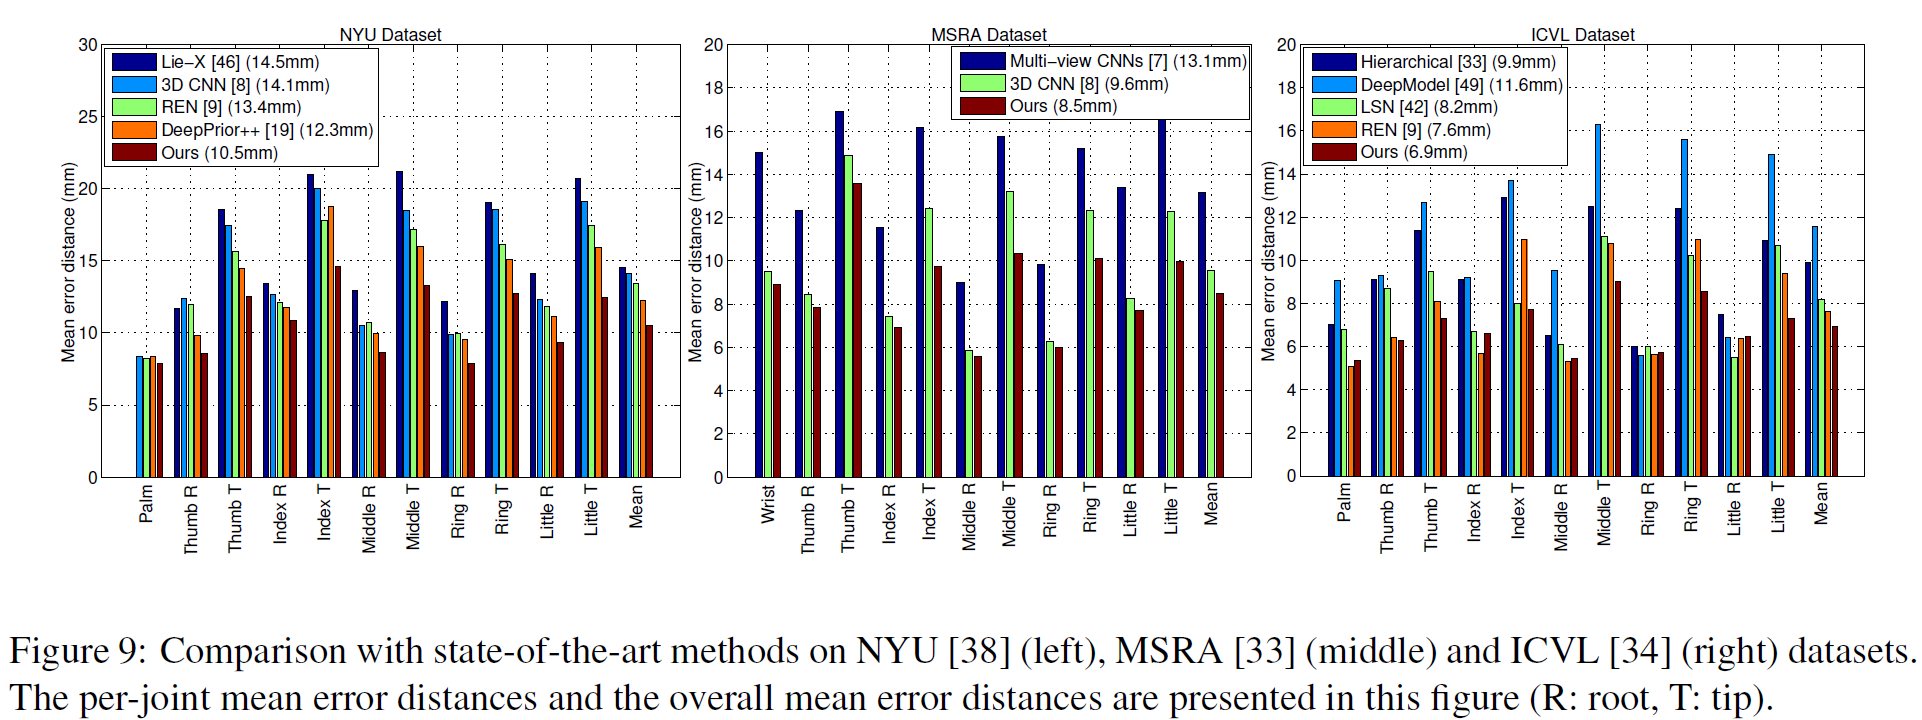 NYU Dataset
30
25
20
15
10
5
0
Mean error distance (mm)
Lie−X [46] (14.5mm)
3D CNN [8] (14.1mm)
REN [9] (13.4mm)
DeepPrior++ [19] (12.3mm)
Ours (10.5mm)
Palm
Thumb R
Thumb T
Index R
Index T
Middle R
Middle T
Ring R
Ring T
Little R
Little T
Mean
MSRA Dataset
20
18
16
14
12
10
8
6
4
2
0
Mean error distance (mm)
Multi−view CNNs [7] (13.1mm)
3D CNN [8] (9.6mm)
Ours (8.5mm)
Wrist
Thumb R
Thumb T
Index R
Index T
Middle R
Middle T
Ring R
Ring T
Little R
Little T
Mean
ICVL Dataset
20
18
16
14
12
10
8
6
4
2
0
Mean error distance (mm)
Hierarchical [33] (9.9mm)
DeepModel [49] (11.6mm)
LSN [42] (8.2mm)
REN [9] (7.6mm)
Ours (6.9mm)
Palm
Thumb R
Thumb T
Index R
Index T
Middle R
Middle T
Ring R
Ring T
Little R
Little T
Mean
Figure 9: Comparison with state-of-the-art methods on NYU [38] (left), MSRA [33] (middle) and ICVL [34] (right) datasets.
The per-joint mean error distances and the overall mean error distances are presented in this figure (R: root, T: tip).